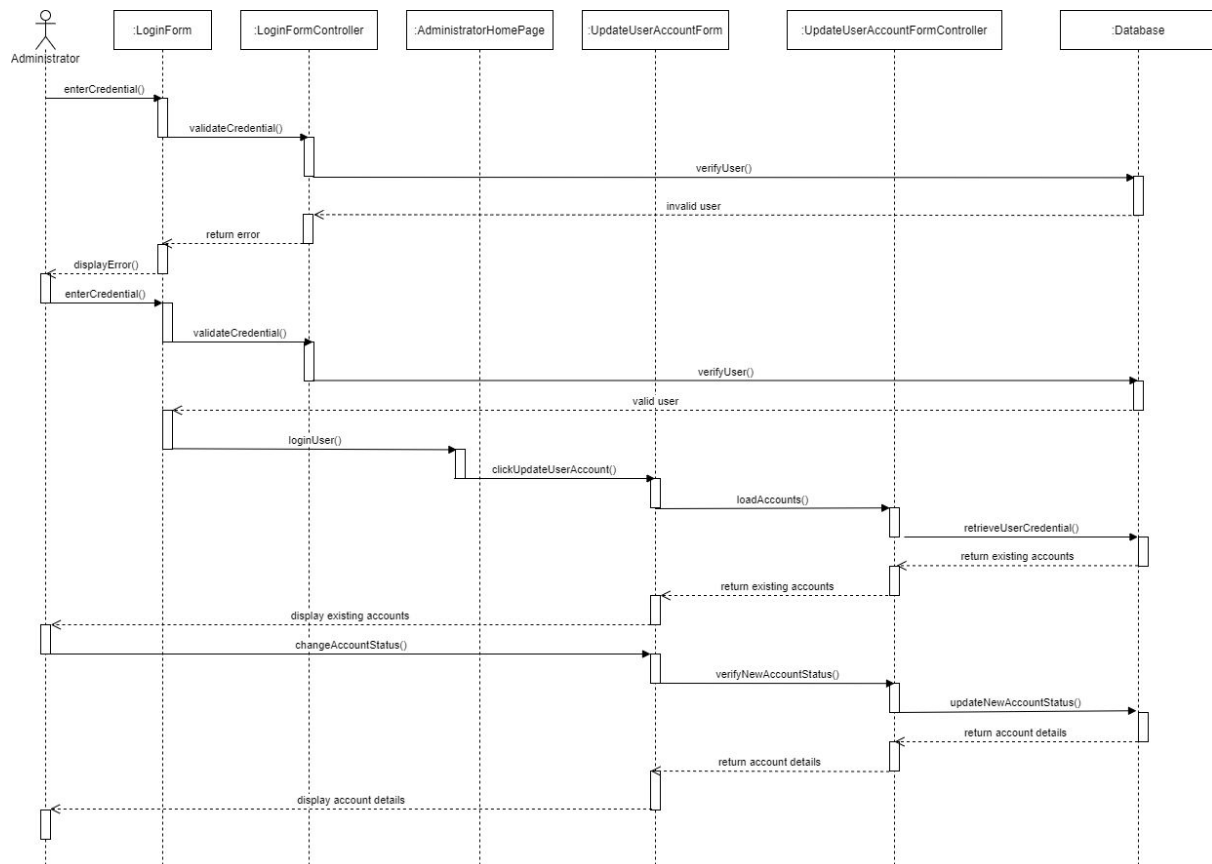 :LoginForm
:LoginFormController
:AdministratorHomePage
:UpdateUserAccountForm
:UpdateUserAccountFormController
:Database
Administrator
enterCredential()
validateCredential()
verifyUser()
invalid user
return error
displayError()
enterCredential()
validateCredential()
verifyUser()
valid user
loginUser()
clickUpdateUserAccount()
loadAccounts()
retrieveUserCredential()
return existing accounts
return existing accounts
display existing accounts
changeAccountStatus()
verifyNewAccountStatus()
updateNewAccountStatus()
return account details
return account details
display account details